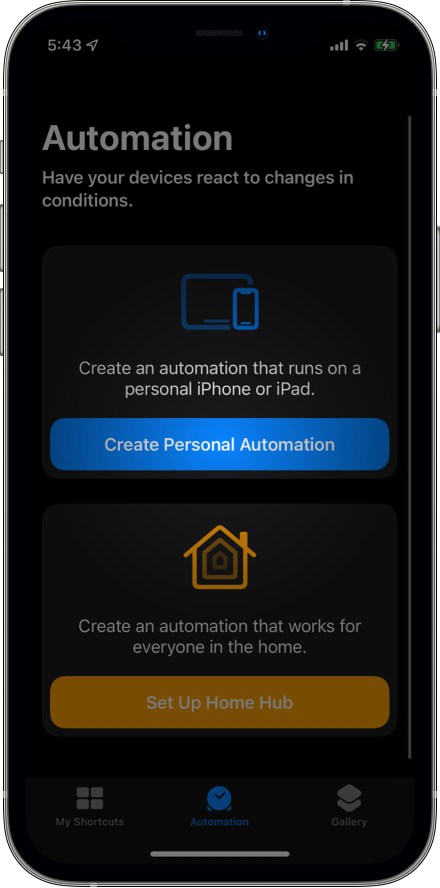 5:43
Automation
Have your devices react to changes in
conditions.
Create an automation that runs on a
personal iPhone or iPad.
Create Personal Automation
Create an automation that works for
everyone in the home.
Set Up Home Hub
My Shortcuts
Automation
Gallery